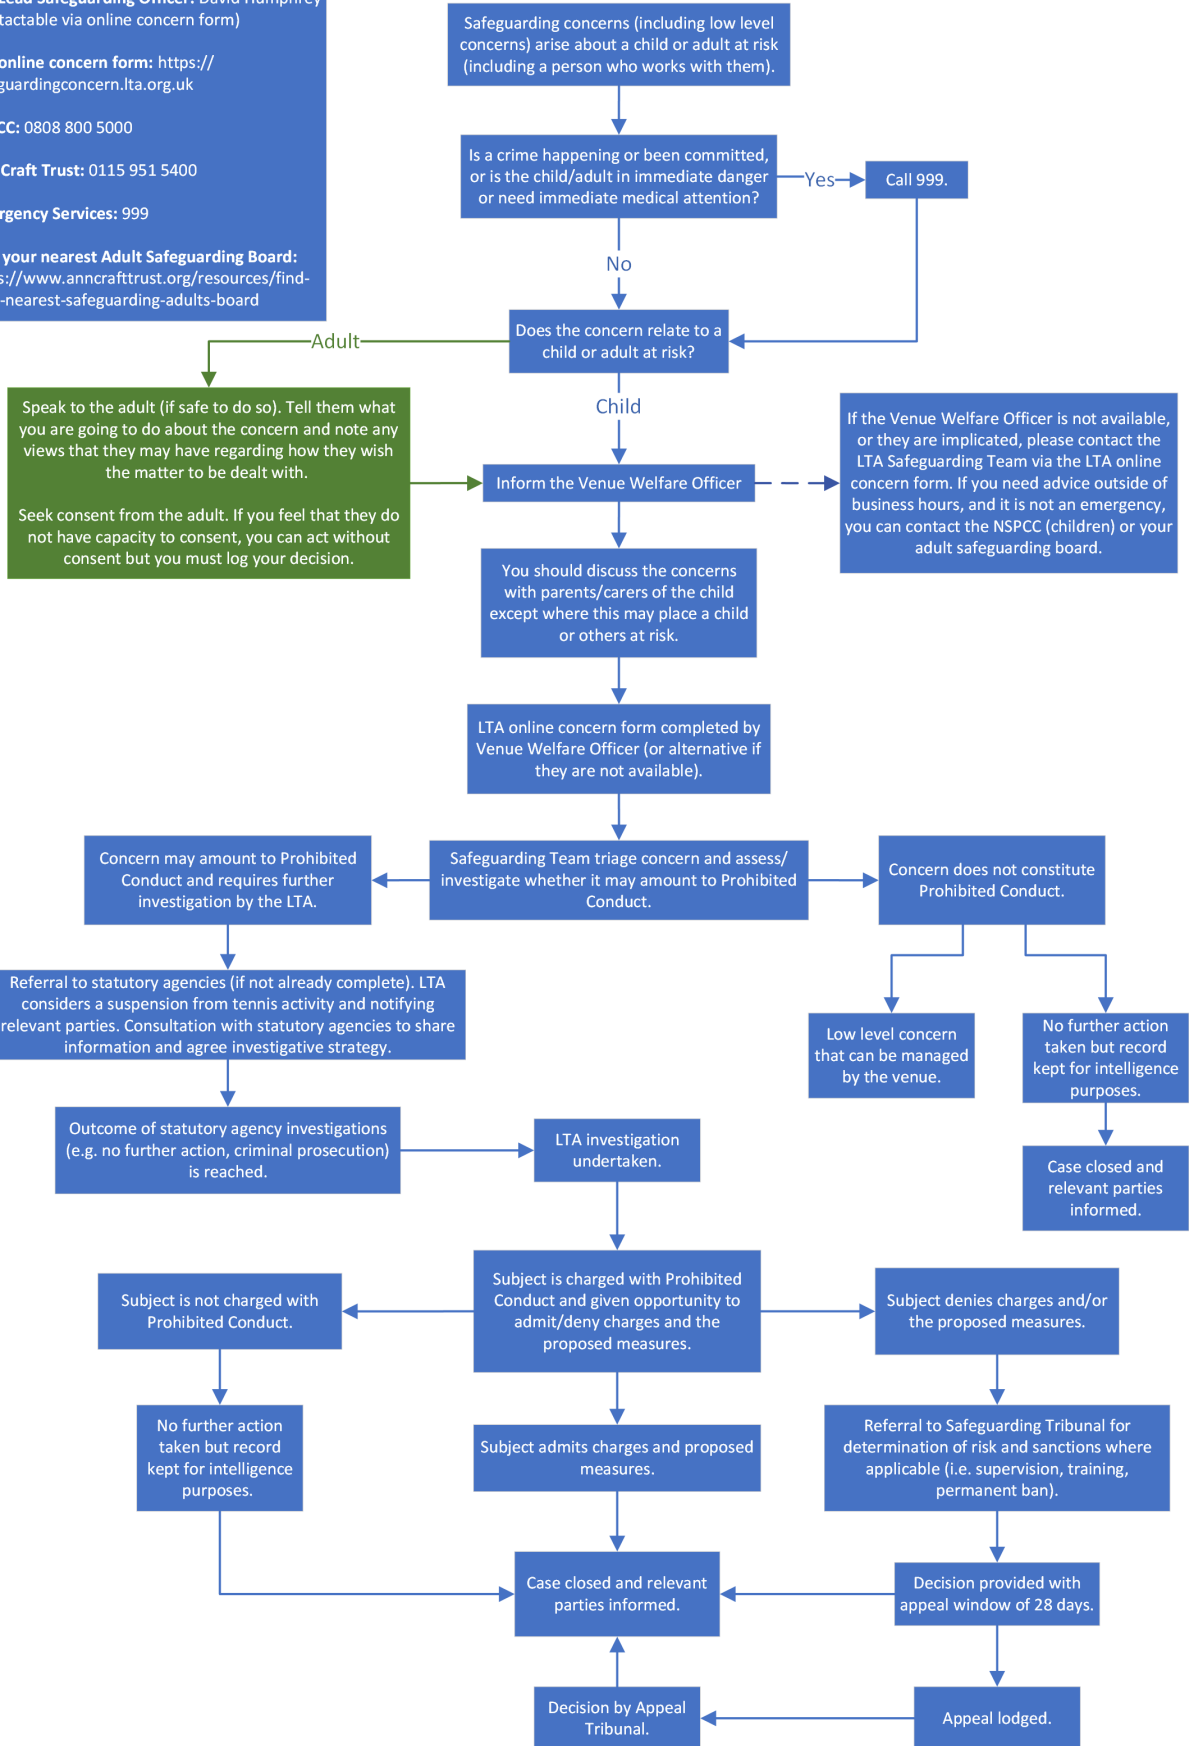 Lead Safeguarding Officer: David Humphrey
tactable via online concern form)
online concern form: https://
guardingconcern.lta.org.uk
CC: 0808 800 5000
Craft Trust: 0115 951 5400
rgency Services: 999
your nearest Adult Safeguarding Board:
s://www.anncrafttrust.org/resources/find-
-nearest-safeguarding-adults-board
Safeguarding concerns (including low level
concerns) arise about a child or adult at risk
(including a person who works with them).
Is a crime happening or been committed,
or is the child/adult in immediate danger
or need immediate medical attention?
Yes
Call 999.
No
Does the concern relate to a
child or adult at risk?
Adult
Child
Speak to the adult (if safe to do so). Tell them what
you are going to do about the concern and note any
views that they may have regarding how they wish
the matter to be dealt with.
Seek consent from the adult. If you feel that they do
not have capacity to consent, you can act without
consent but you must log your decision.
Inform the Venue Welfare Officer
If the Venue Welfare Officer is not available,
or they are implicated, please contact the
LTA Safeguarding Team via the LTA online
concern form. If you need advice outside of
business hours, and it is not an emergency,
you can contact the NSPCC (children) or your
adult safeguarding board.
You should discuss the concerns
with parents/carers of the child
except where this may place a child
or others at risk.
LTA online concern form completed by
Venue Welfare Officer (or alternative if
they are not available).
Safeguarding Team triage concern and assess/
investigate whether it may amount to Prohibited
Conduct.
Concern may amount to Prohibited
Conduct and requires further
investigation by the LTA.
Concern does not constitute
Prohibited Conduct.
Referral to statutory agencies (if not already complete). LTA
considers a suspension from tennis activity and notifying
relevant parties. Consultation with statutory agencies to share
information and agree investigative strategy.
Low level concern
that can be managed
by the venue.
No further action
taken but record
kept for intelligence
purposes.
Outcome of statutory agency investigations
(e.g. no further action, criminal prosecution)
is reached.
LTA investigation
undertaken.
Case closed and
relevant parties
informed.
Subject is not charged with
Prohibited Conduct.
Subject is charged with Prohibited
Conduct and given opportunity to
admit/deny charges and the
proposed measures.
Subject denies charges and/or
the proposed measures.
No further action
taken but record
kept for intelligence
purposes.
Subject admits charges and proposed
measures.
Referral to Safeguarding Tribunal for
determination of risk and sanctions where
applicable (i.e. supervision, training,
permanent ban).
Case closed and relevant
parties informed.
Decision provided with
appeal window of 28 days.
Decision by Appeal
Tribunal.
Appeal lodged.